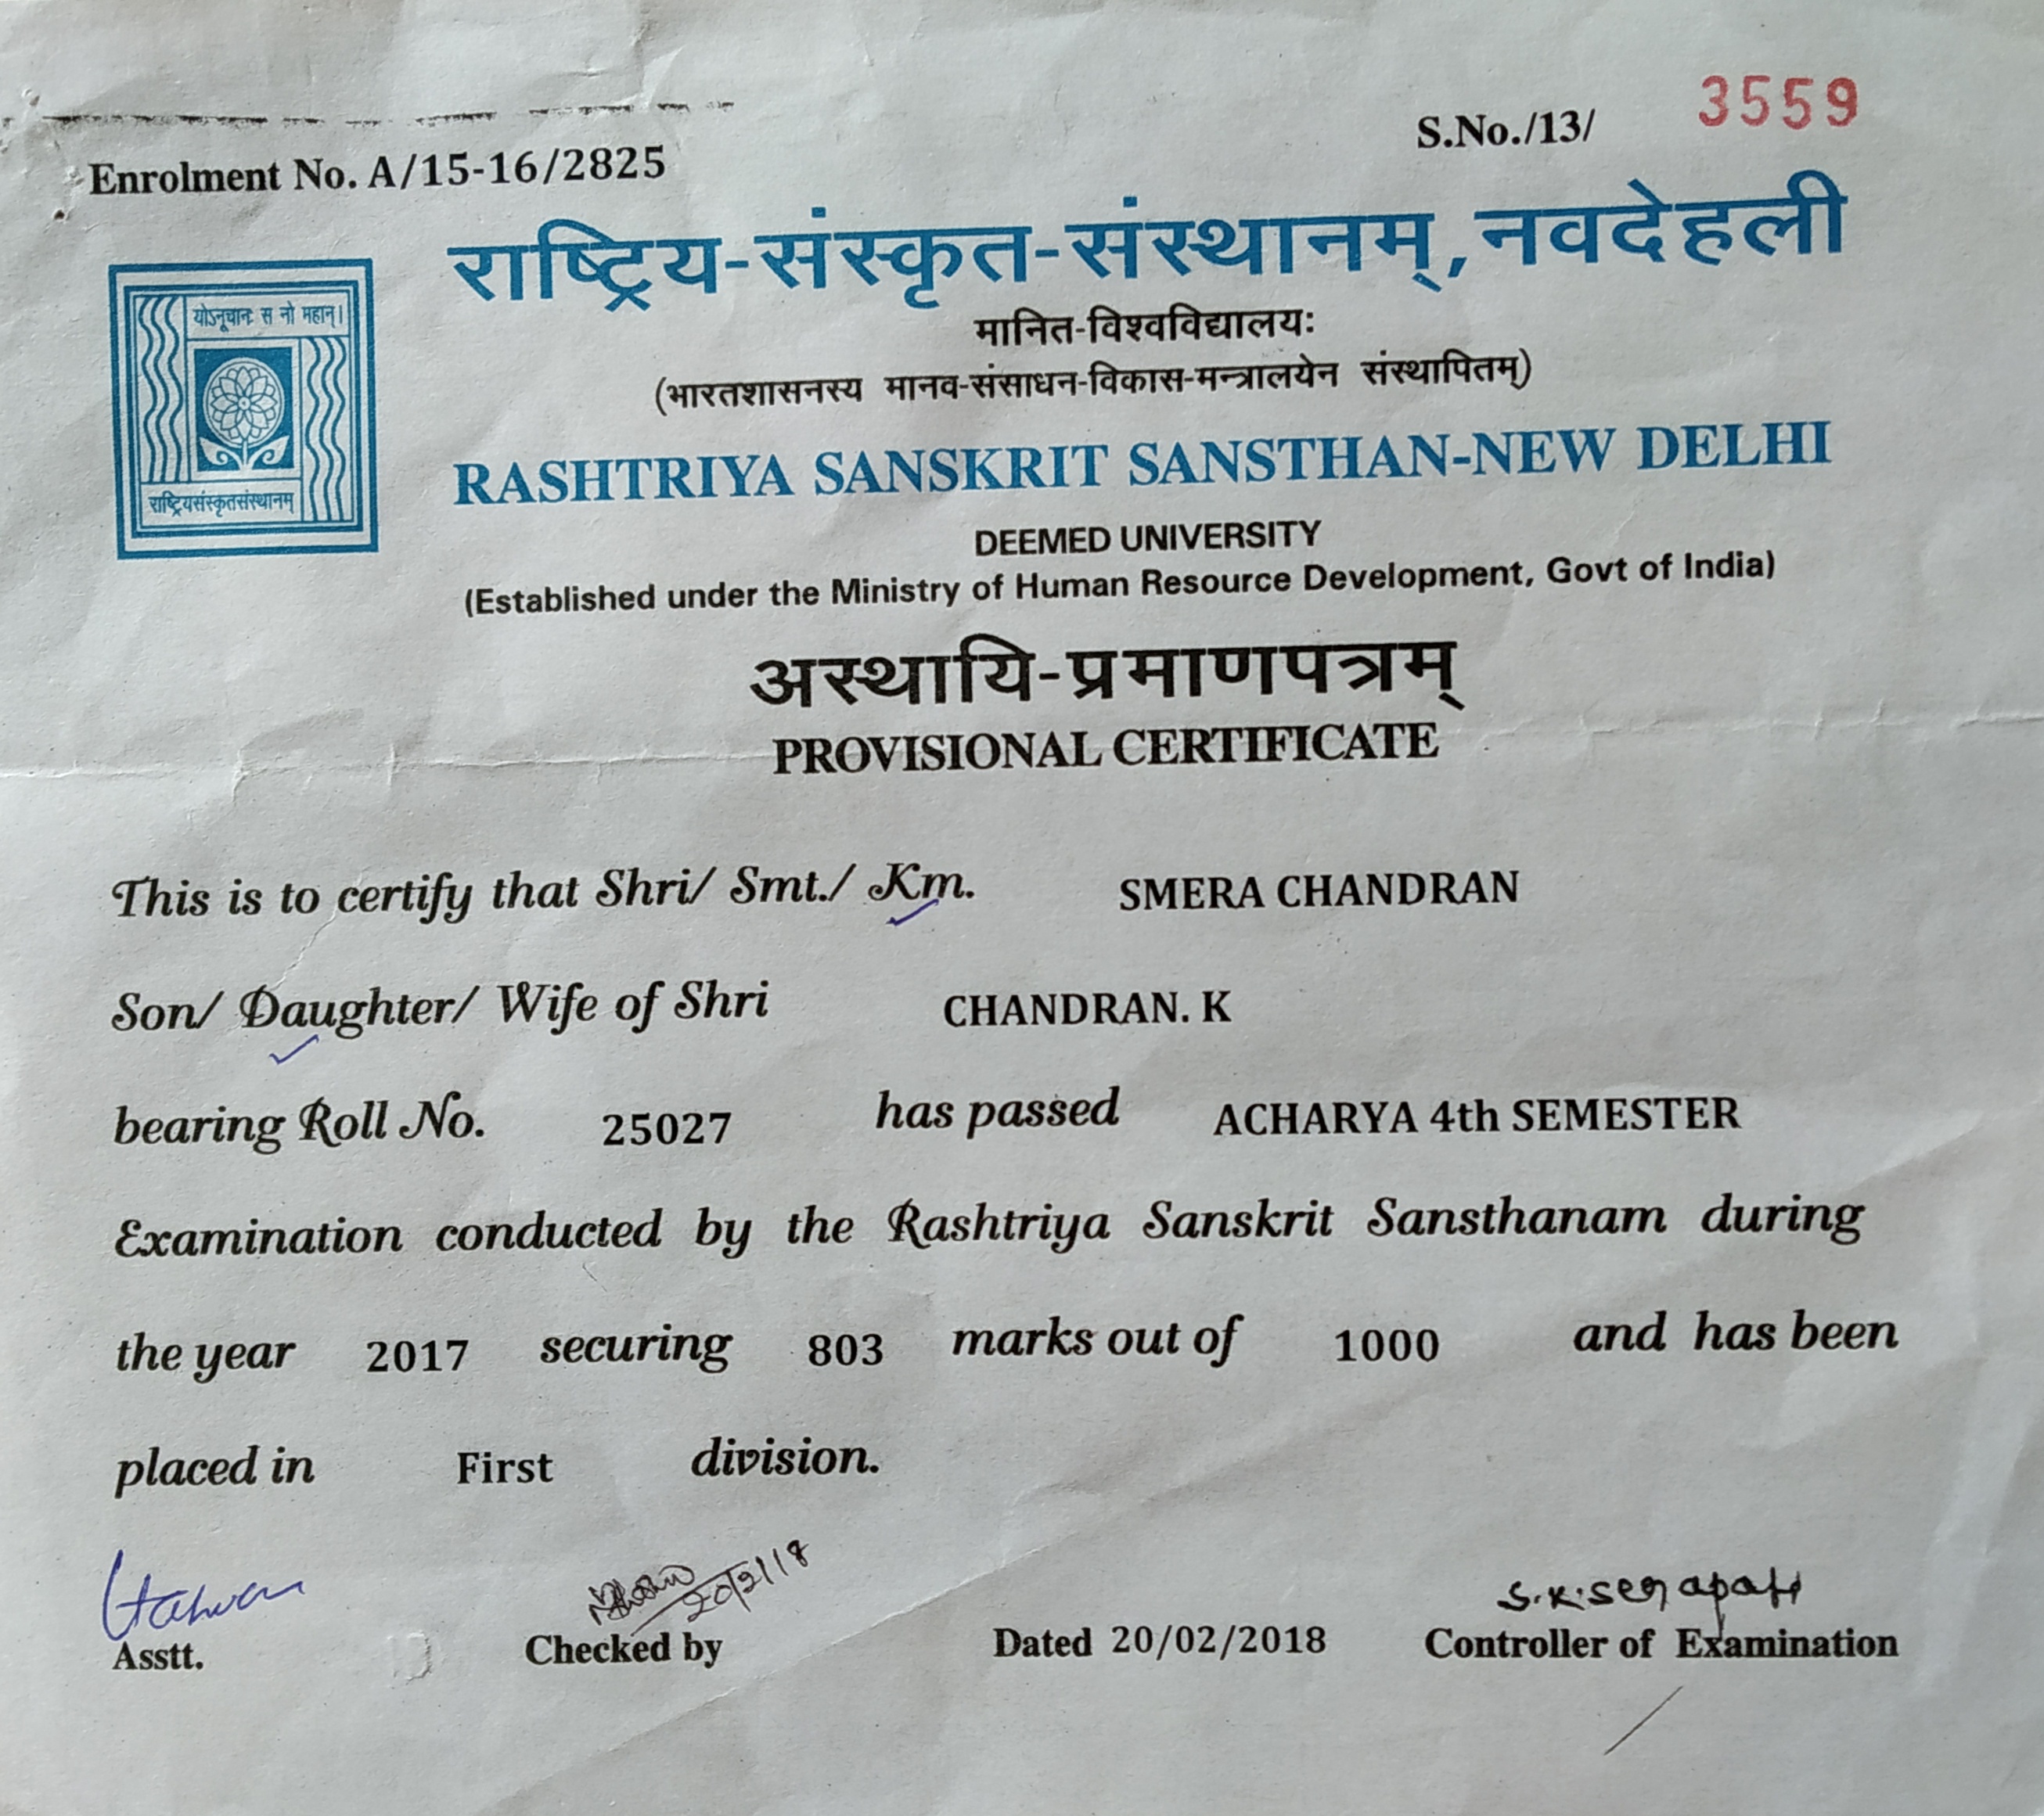 S.No./13/ 3559
Enrolment No. A/15-16/2825
राष्ट्रिय-संस्कृत-संस्थानम्, नवदेहली
योऽनूचानः स नो महान्।
राष्ट्रियसंस्कृतसंस्थानम्
मानित-विश्वविद्यालयः
(भारतशासनस्य मानव-संसाधन-विकास-मन्त्रालयेन संस्थापितम्)
RASHTRIYA SANSKRIT SANSTHAN-NEW DELHI
DEEMED UNIVERSITY
(Established under the Ministry of Human Resource Development, Govt of India)
अस्थायि-प्रमाणपत्रम्
PROVISIONAL CERTIFICATE
This is to certify that Shri/ Smt./ Km. SMERA CHANDRAN
Son/ Daughter/ Wife of Shri CHANDRAN. K
bearing Roll No. 25027 has passed ACHARYA 4th SEMESTER
Examination conducted by the Rashtriya Sanskrit Sansthanam during
the year 2017 securing 803 marks out of 1000 and has been
placed in First division.
20/2/18
S.K.Senapati
Asstt. Checked by Dated 20/02/2018 Controller of Examination